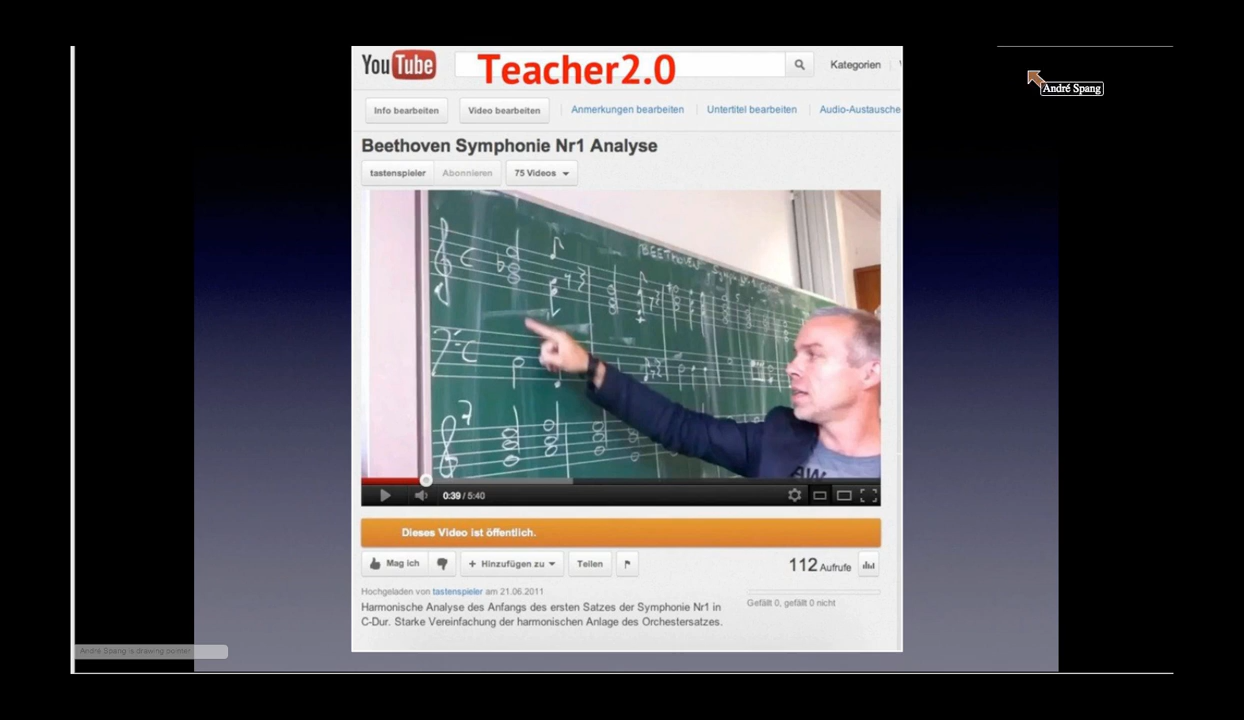 YouTube
Teacher2.0
Kategorien
André Spang
Info bearbeiten Video bearbeiten Anmerkungen bearbeiten Untertitel bearbeiten Audio-Austausche
Beethoven Symphonie Nr1 Analyse
tastenspieler Abonnieren 75 Videos
BEETHOVEN
C
C
7
AW
0:39 / 5:40
Dieses Video ist öffentlich.
Mag ich + Hinzufügen zu Teilen 112 Aufrufe
Hochgeladen von tastenspieler am 21.06.2011
Gefällt 0, gefällt 0 nicht
Harmonische Analyse des Anfangs des ersten Satzes der Symphonie Nr1 in
C-Dur. Starke Vereinfachung der harmonischen Anlage des Orchestersatzes.
André Spang is drawing pointer